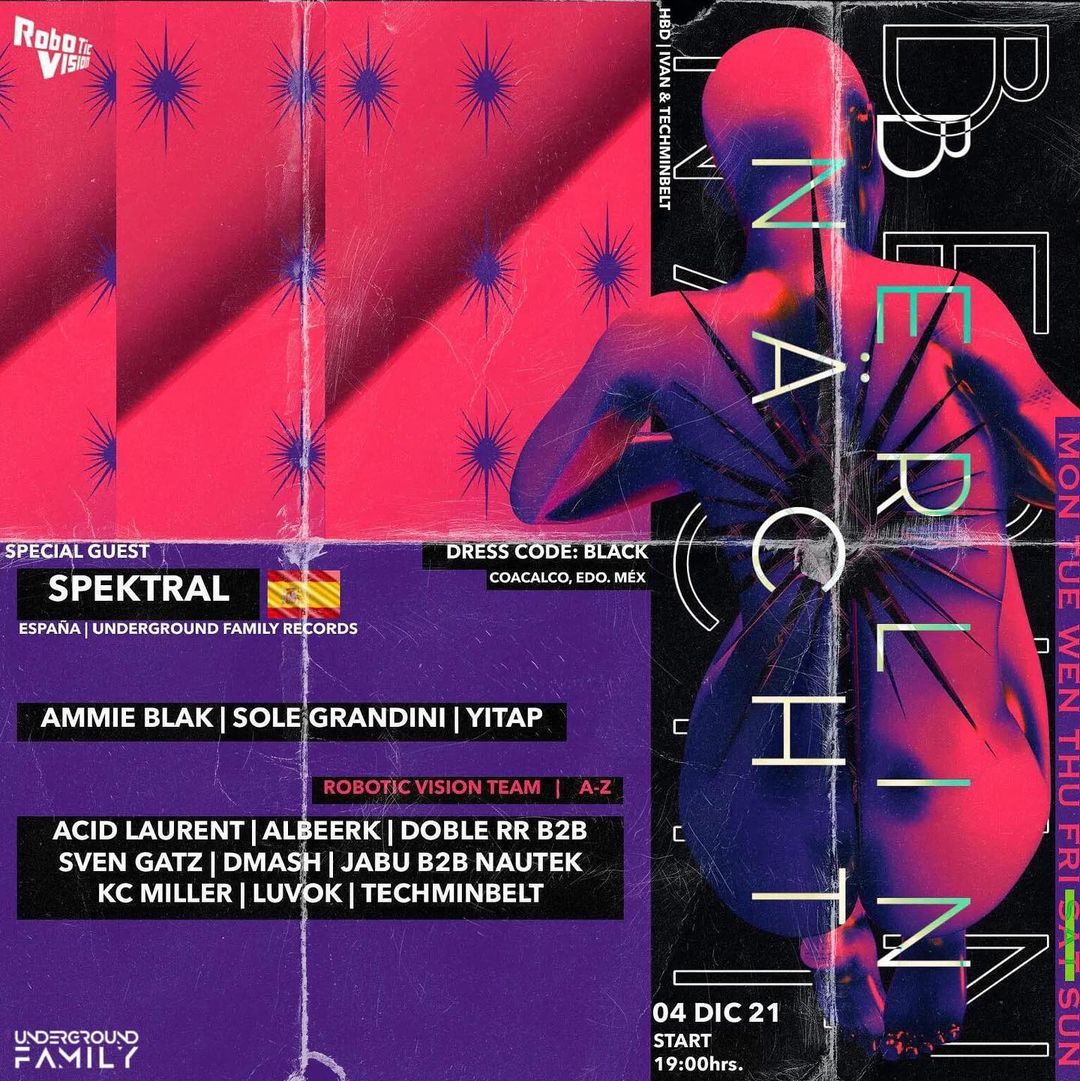 ROBOTIC
VISION
HBD | IVAN & TECHMINBELT
BERLIN
NÄCHT
BËRLIN
NÄCHT
MON TUE WEN THU FRI SAT SUN
SPECIAL GUEST
SPEKTRAL
ESPAÑA | UNDERGROUND FAMILY RECORDS
DRESS CODE: BLACK
COACALCO, EDO. MÉX
AMMIE BLAK | SOLE GRANDINI | YITAP
ROBOTIC VISION TEAM | A-Z
ACID LAURENT | ALBEERK | DOBLE RR B2B
SVEN GATZ | DMASH | JABU B2B NAUTEK
KC MILLER | LUVOK | TECHMINBELT
04 DIC 21
START
19:00hrs.
UNDERGROUND
FAMILY